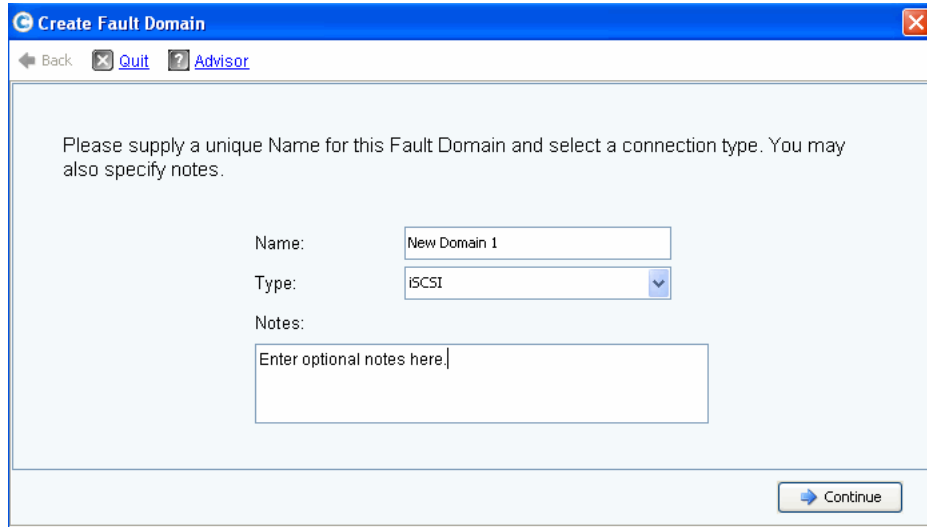 Create Fault Domain
Back Quit ? Advisor
Please supply a unique Name for this Fault Domain and select a connection type. You may
also specify notes.
Name: New Domain 1
Type: iSCSI
Notes:
Enter optional notes here.
Continue